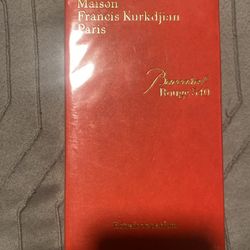 Maison
Francis Kurkdjian
Paris
Baccarat
Rouge 540